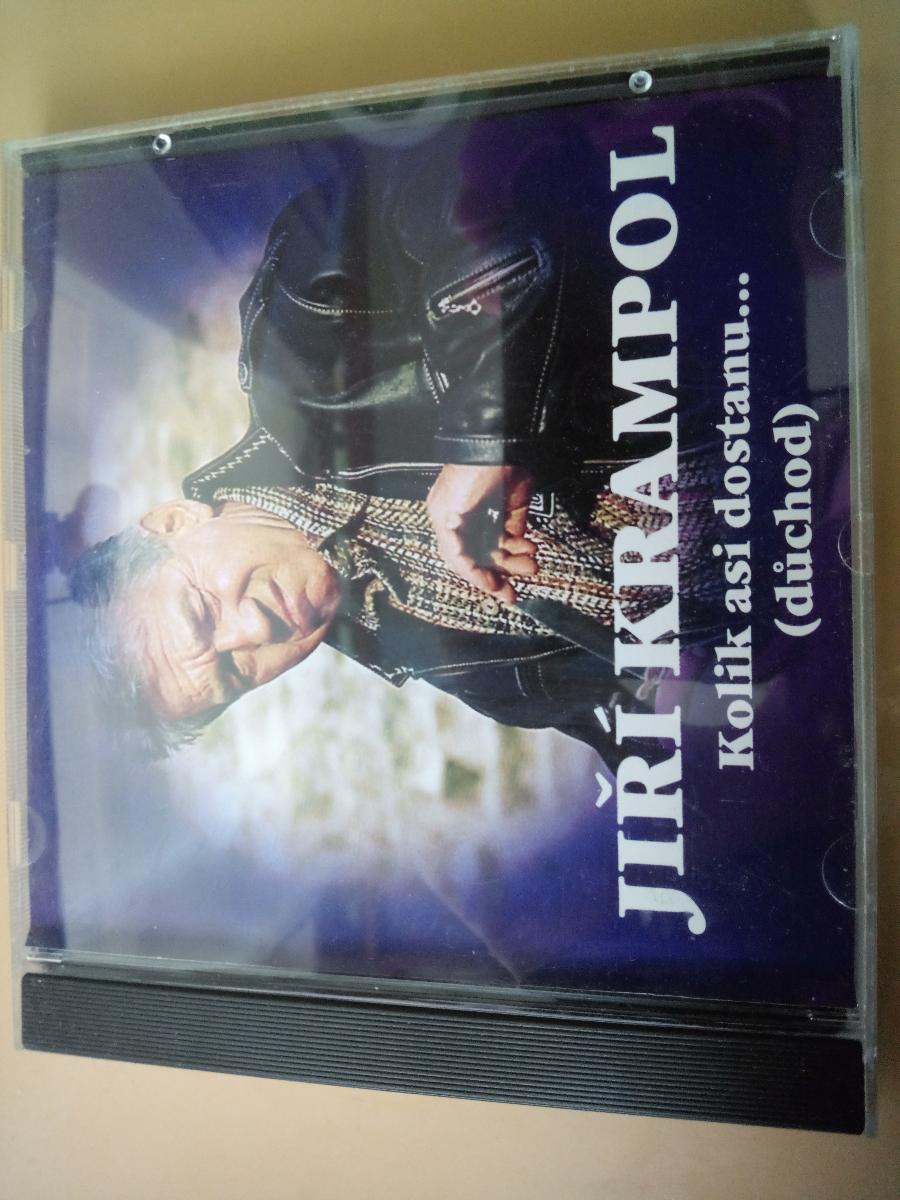 JIŘÍ KRAMPOL
Kolik asi dostanu...
(důchod)